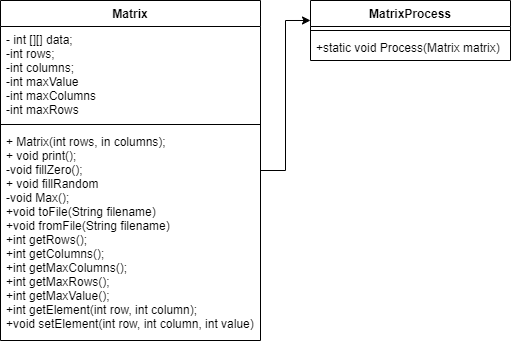 Matrix
- int [][] data;
-int rows;
-int columns;
-int maxValue
-int maxColumns
-int maxRows
+ Matrix(int rows, in columns);
+ void print();
-void fillZero();
+ void fillRandom
-void Max();
+void toFile(String filename)
+void fromFile(String filename)
+int getRows();
+int getColumns();
+int getMaxColumns();
+int getMaxRows();
+int getMaxValue();
+int getElement(int row, int column);
+void setElement(int row, int column, int value)
MatrixProcess
+static void Process(Matrix matrix)